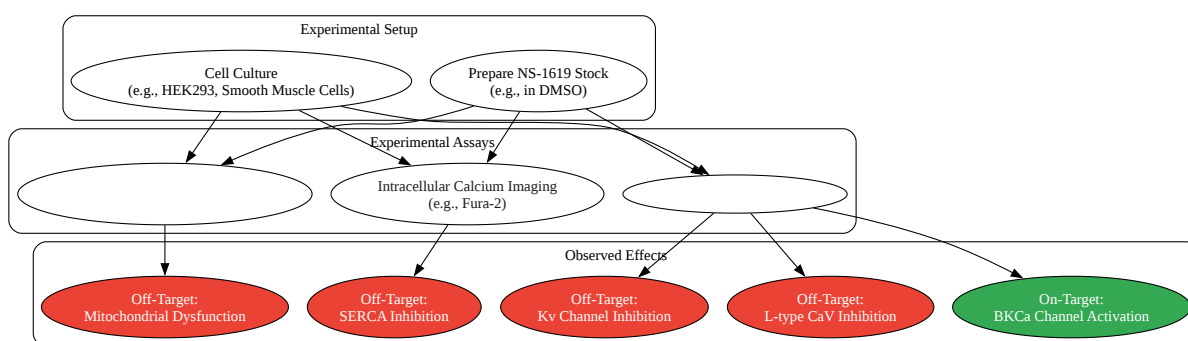 Experimental Setup
Cell Culture
(e.g., HEK293, Smooth Muscle Cells)
Prepare NS-1619 Stock
(e.g., in DMSO)
Experimental Assays
Intracellular Calcium Imaging
(e.g., Fura-2)
Observed Effects
Off-Target:
Mitochondrial Dysfunction
Off-Target:
SERCA Inhibition
Off-Target:
Kv Channel Inhibition
Off-Target:
L-type CaV Inhibition
On-Target:
BKCa Channel Activation